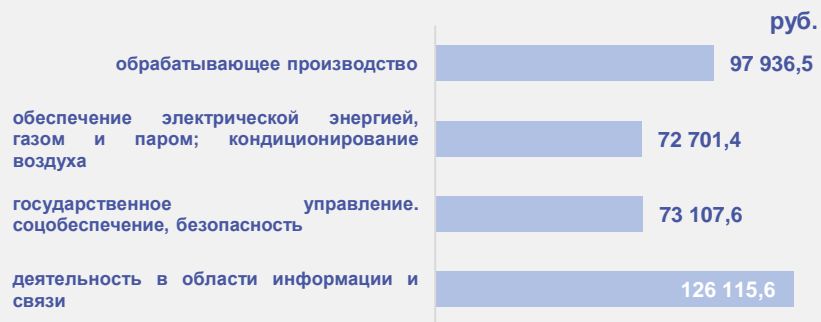 руб.
обрабатывающее производство
97 936,5
обеспечение электрической энергией,
газом и паром; кондиционирование
воздуха
72 701,4
государственное управление.
соцобеспечение, безопасность
73 107,6
деятельность в области информации и
связи
126 115,6